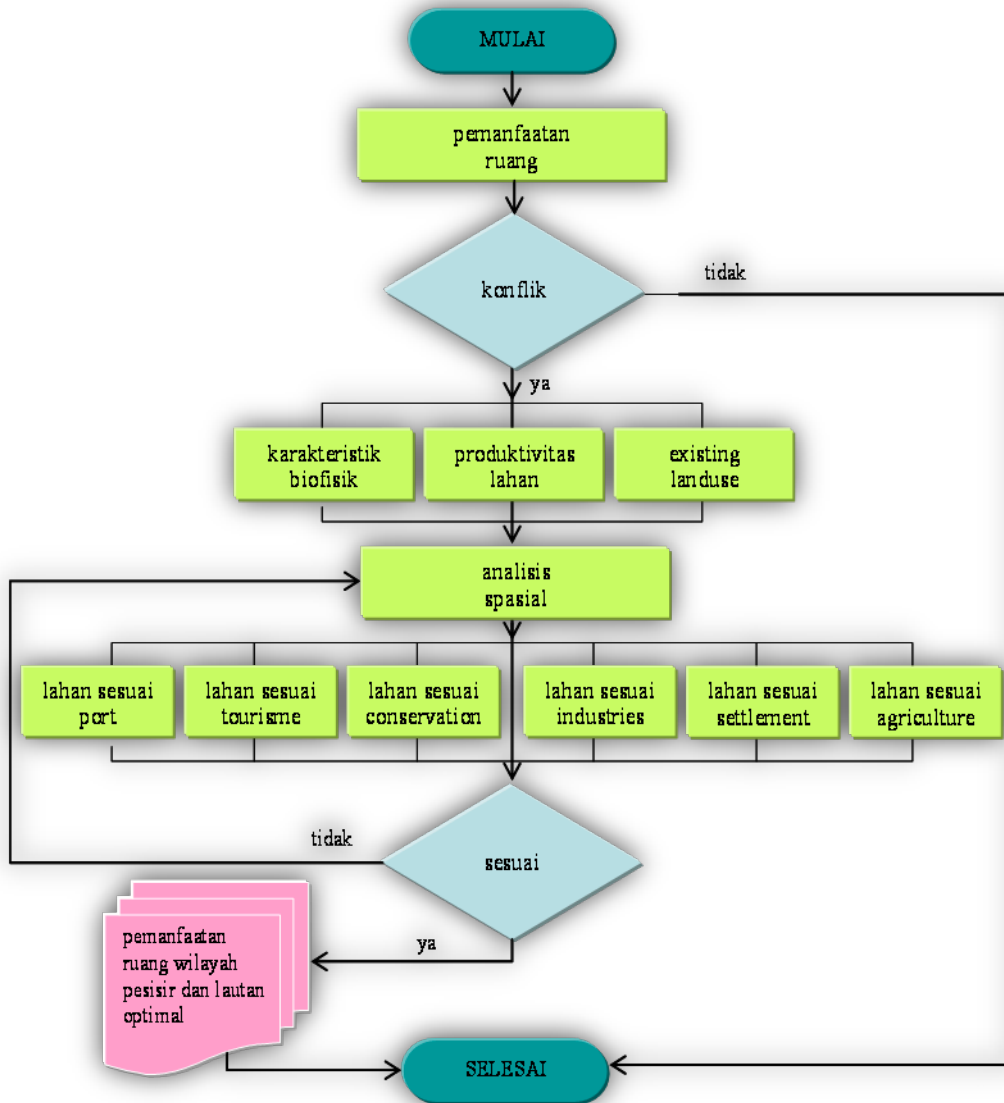 MULAI
pemanfaatan
ruang
konflik
tidak
ya
karakteristik
biofisik
produktivitas
lahan
existing
landuse
analisis
spasial
lahan sesuai
port
lahan sesuai
tourisme
lahan sesuai
conservation
lahan sesuai
industries
lahan sesuai
settlement
lahan sesuai
agriculture
tidak
sesuai
ya
pemanfaatan
ruang wilayah
pesisir dan lautan
optimal
SELESAI